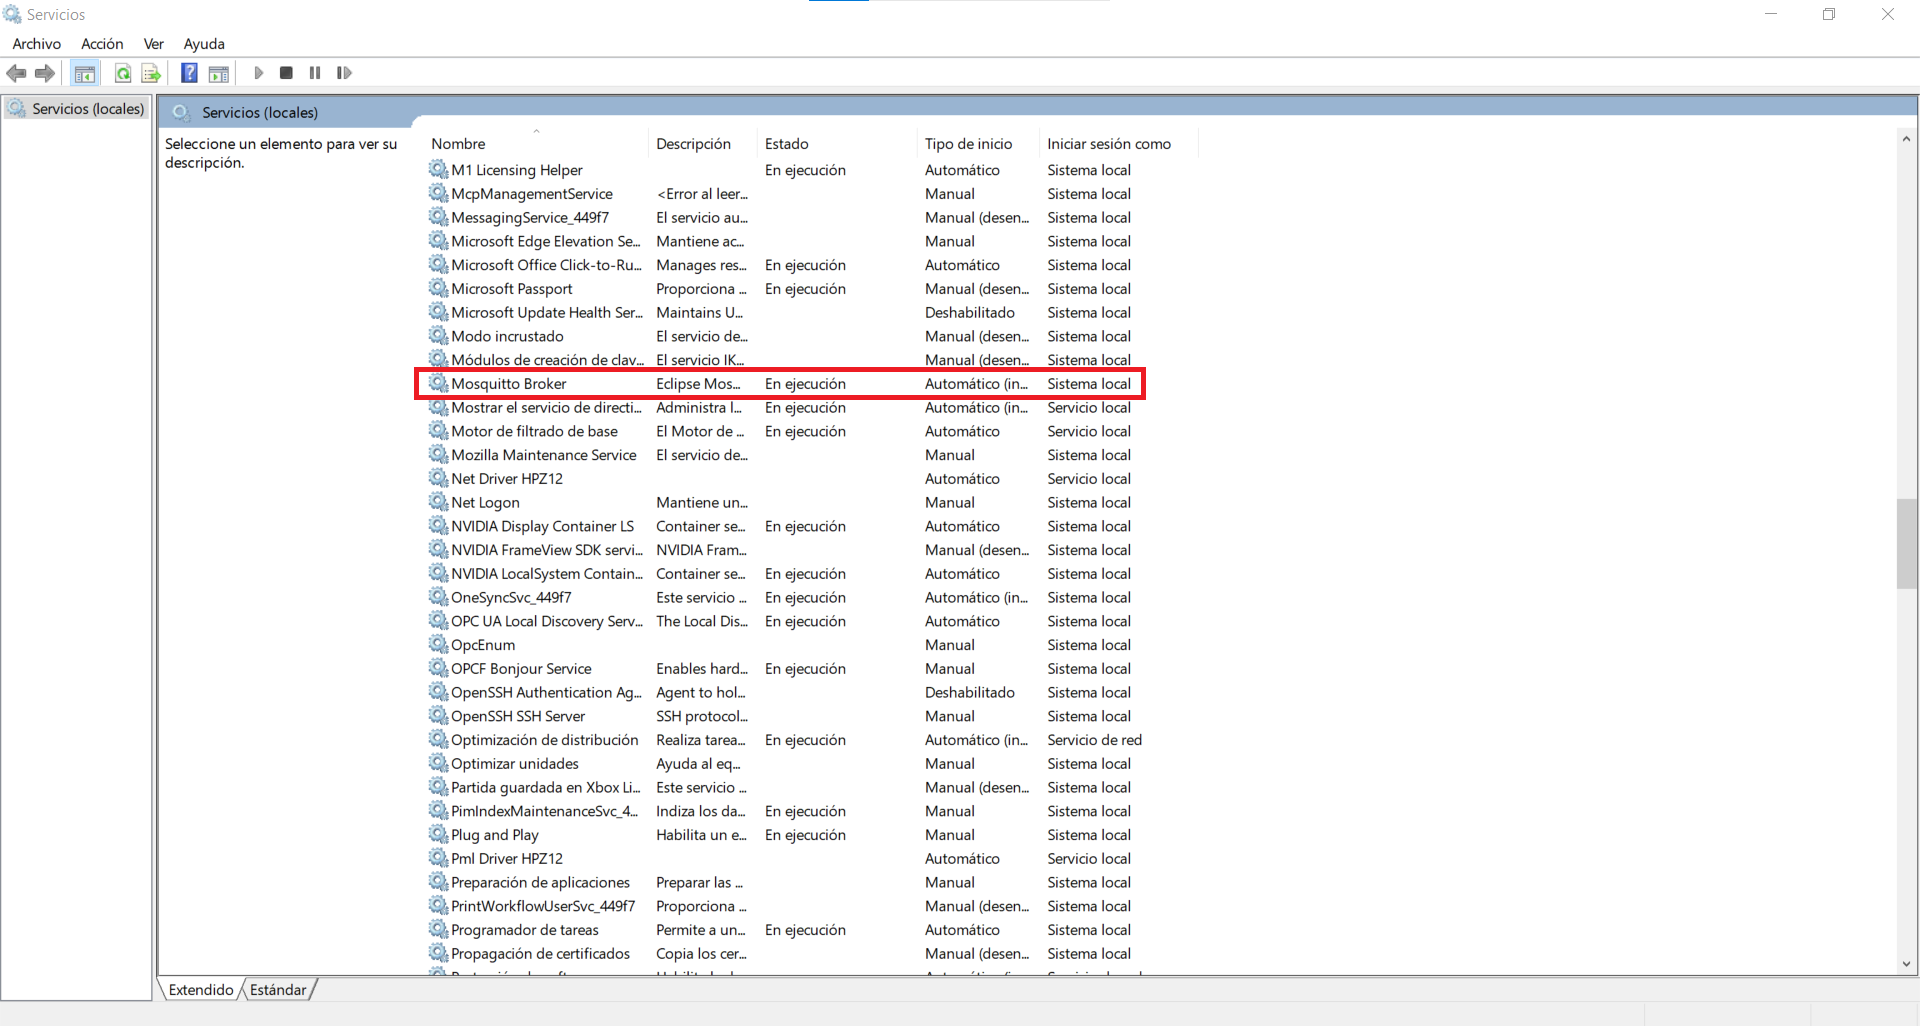 Servicios
Archivo Acción Ver Ayuda
Servicios (locales)
Servicios (locales)
Seleccione un elemento para ver su
descripción.
Nombre Descripción Estado Tipo de inicio Iniciar sesión como
M1 Licensing Helper En ejecución Automático Sistema local
McpManagementService <Error al leer... Manual Sistema local
MessagingService_449f7 El servicio au... Manual (desen... Sistema local
Microsoft Edge Elevation Se... Mantiene ac... Manual Sistema local
Microsoft Office Click-to-Ru... Manages res... En ejecución Automático Sistema local
Microsoft Passport Proporciona ... En ejecución Manual (desen... Sistema local
Microsoft Update Health Ser... Maintains U... Deshabilitado Sistema local
Modo incrustado El servicio de... Manual (desen... Sistema local
Módulos de creación de clav... El servicio IK... Manual (desen... Sistema local
Mosquitto Broker Eclipse Mos... En ejecución Automático (in... Sistema local
Mostrar el servicio de directi... Administra l... En ejecución Automático (in... Servicio local
Motor de filtrado de base El Motor de ... En ejecución Automático Servicio local
Mozilla Maintenance Service El servicio de... Manual Sistema local
Net Driver HPZ12 Automático Servicio local
Net Logon Mantiene un... Manual Sistema local
NVIDIA Display Container LS Container se... En ejecución Automático Sistema local
NVIDIA FrameView SDK servi... NVIDIA Fram... Manual (desen... Sistema local
NVIDIA LocalSystem Contain... Container se... En ejecución Automático Sistema local
OneSyncSvc_449f7 Este servicio ... En ejecución Automático (in... Sistema local
OPC UA Local Discovery Serv... The Local Dis... En ejecución Automático Sistema local
OpcEnum Manual Sistema local
OPCF Bonjour Service Enables hard... En ejecución Manual Sistema local
OpenSSH Authentication Ag... Agent to hol... Deshabilitado Sistema local
OpenSSH SSH Server SSH protocol... Manual Sistema local
Optimización de distribución Realiza tarea... En ejecución Automático (in... Servicio de red
Optimizar unidades Ayuda al eq... Manual Sistema local
Partida guardada en Xbox Li... Este servicio ... Manual (desen... Sistema local
PimIndexMaintenanceSvc_4... Indiza los da... En ejecución Manual Sistema local
Plug and Play Habilita un e... En ejecución Manual Sistema local
Pml Driver HPZ12 Automático Servicio local
Preparación de aplicaciones Preparar las ... Manual Sistema local
PrintWorkflowUserSvc_449f7 Proporciona ... Manual (desen... Sistema local
Programador de tareas Permite a un... En ejecución Automático Sistema local
Propagación de certificados Copia los cer... Manual (desen... Sistema local
Extendido Estándar